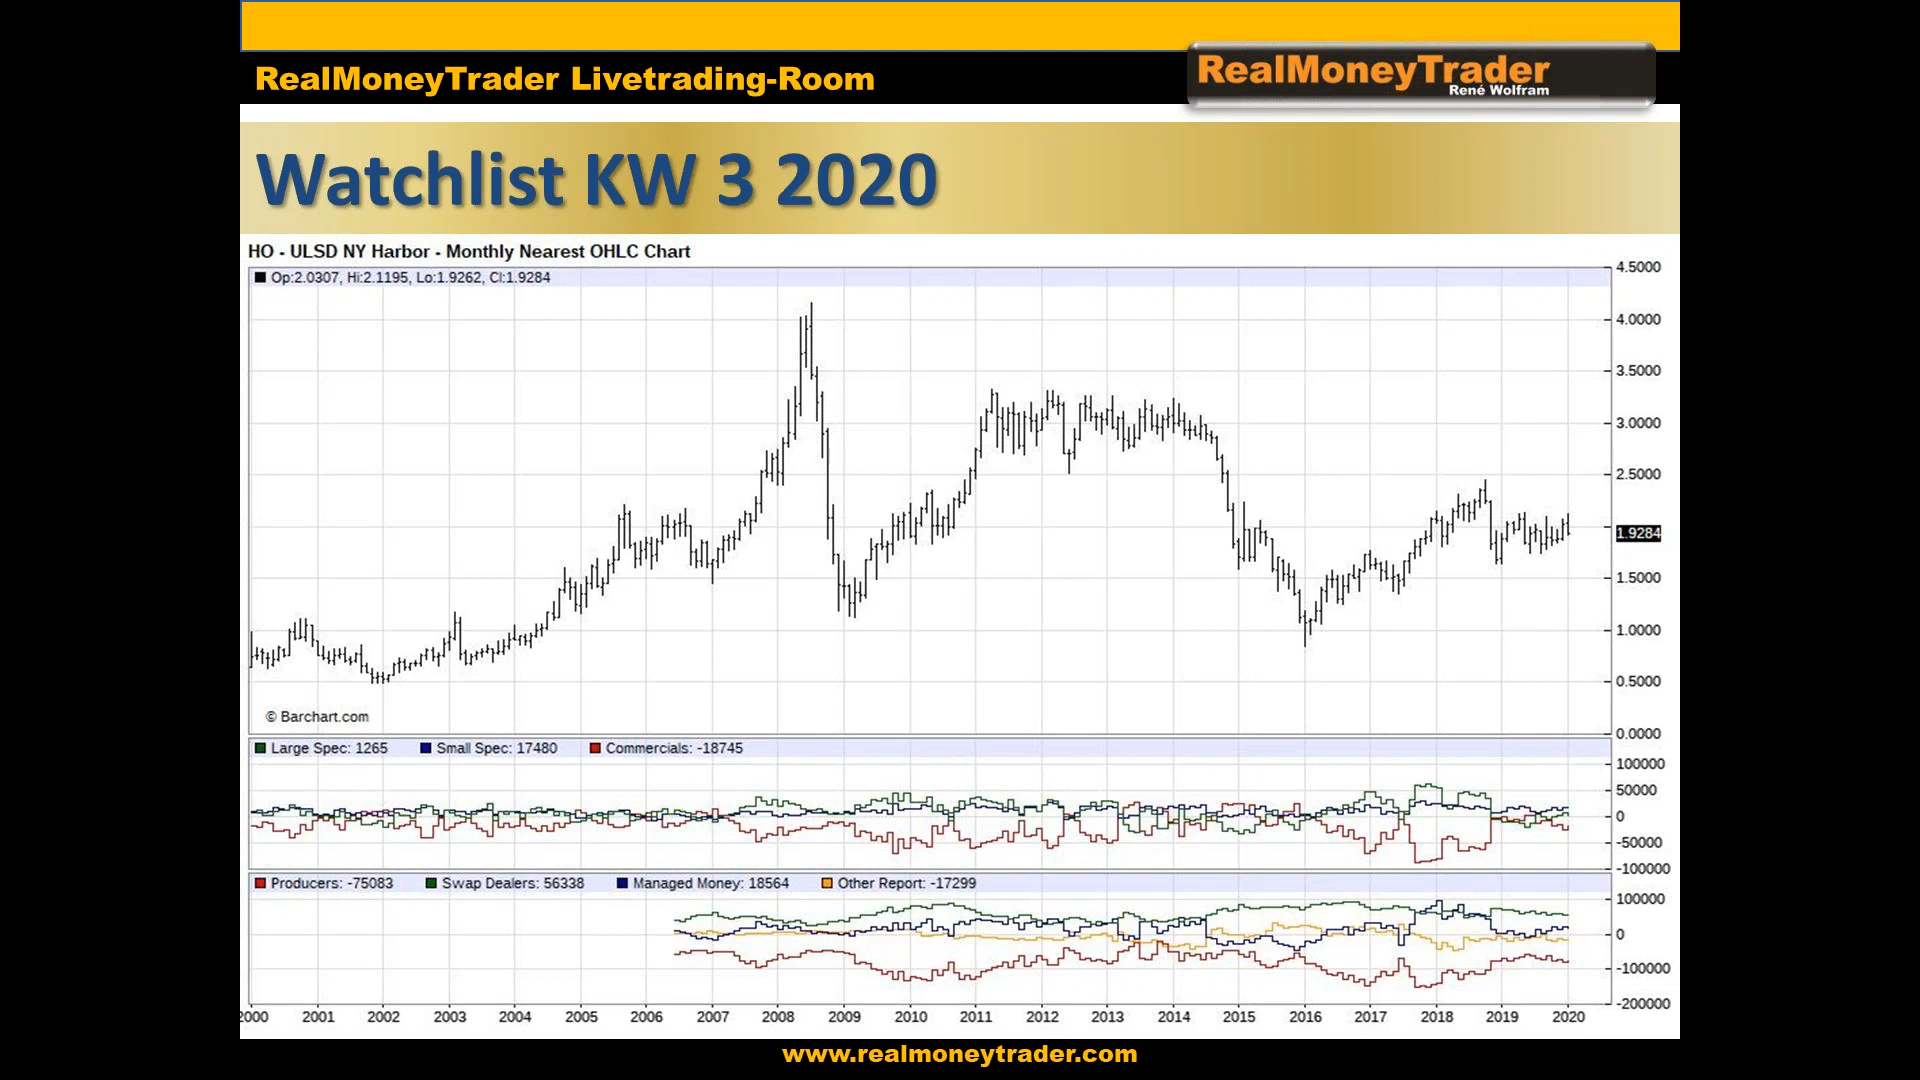 RealMoneyTrader Livetrading-Room
RealMoneyTrader
René Wolfram
Watchlist KW 3 2020
HO - ULSD NY Harbor - Monthly Nearest OHLC Chart
Op:2.0307, Hi:2.1195, Lo:1.9262, Cl:1.9284
4.5000
4.0000
3.5000
3.0000
2.5000
1.9284
1.5000
1.0000
0.5000
0.0000
© Barchart.com
Large Spec: 1265 Small Spec: 17480 Commercials: -18745
100000
50000
0
-50000
-100000
Producers: -75083 Swap Dealers: 56338 Managed Money: 18564 Other Report: -17299
100000
0
-100000
-200000
2000 2001 2002 2003 2004 2005 2006 2007 2008 2009 2010 2011 2012 2013 2014 2015 2016 2017 2018 2019 2020
www.realmoneytrader.com